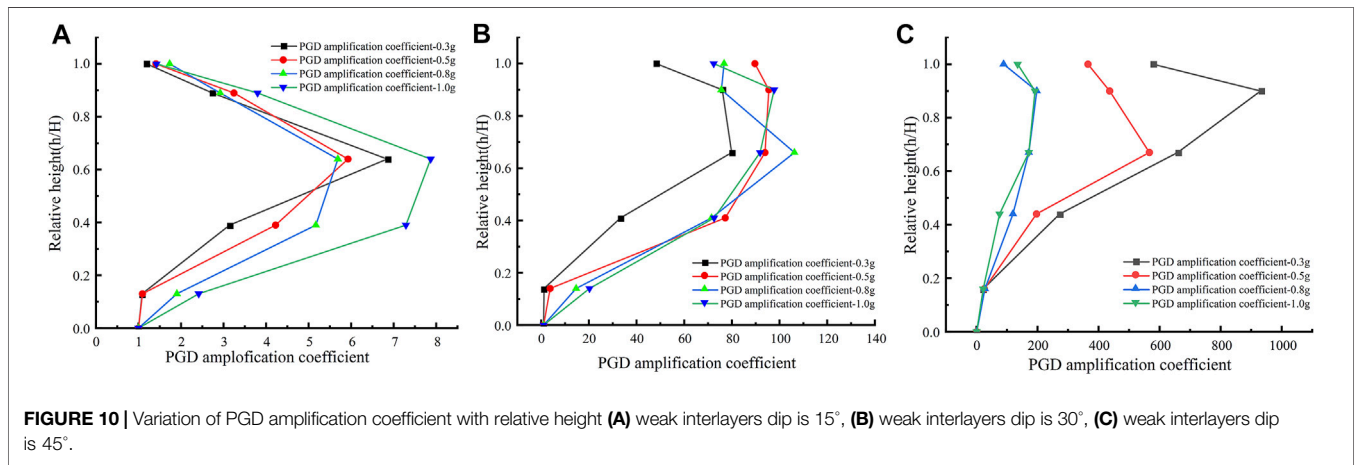 A
PGD amplification coefficient-0.3g
PGD amplification coefficient-0.5g
PGD amplification coefficient-0.8g
PGD amplification coefficient-1.0g
Relative height(h/H)
1.0
0.8
0.6
0.4
0.2
0.0
0 1 2 3 4 5 6 7 8
PGD amplofication coefficient
B
Relative height(h/H)
1.0
0.8
0.6
0.4
0.2
0.0
PGD amplification coefficient-0.3g
PGD amplification coefficient-0.5g
PGD amplification coefficient-0.8g
PGD amplification coefficient-1.0g
0 20 40 60 80 100 120 140
PGD amplification coefficient
C
Relative height(h/H)
1.0
0.8
0.6
0.4
0.2
0.0
PGD amplification coefficient-0.3g
PGD amplification coefficient-0.5g
PGD amplification coefficient-0.8g
PGD amplification coefficient-1.0g
0 200 400 600 800 1000
PGD amplification coefficient
FIGURE 10 | Variation of PGD amplification coefficient with relative height (A) weak interlayers dip is 15°, (B) weak interlayers dip is 30°, (C) weak interlayers dip
is 45°.